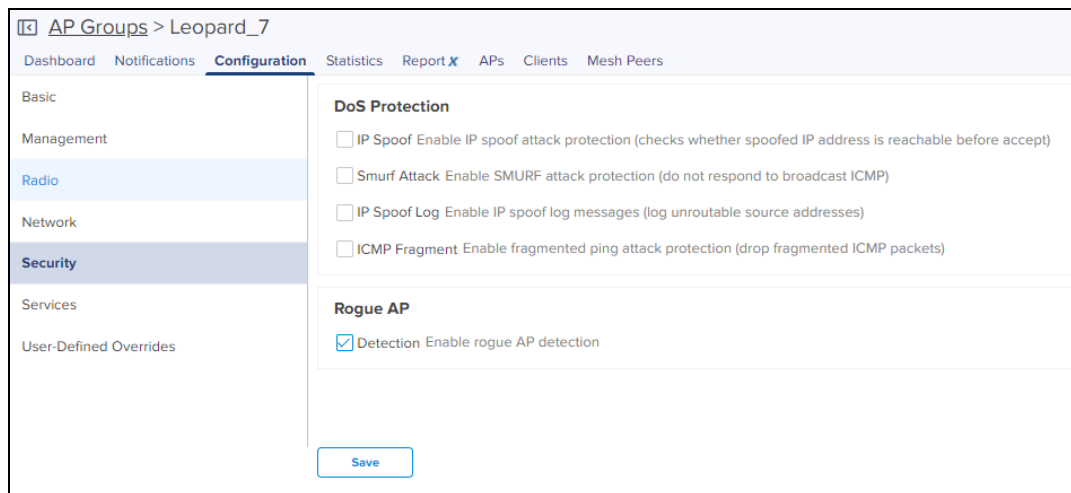 AP Groups > Leopard_7
Dashboard Notifications Configuration Statistics Report X APs Clients Mesh Peers
Basic
Management
Radio
Network
Security
Services
User-Defined Overrides
DoS Protection
IP Spoof Enable IP spoof attack protection (checks whether spoofed IP address is reachable before accept)
Smurf Attack Enable SMURF attack protection (do not respond to broadcast ICMP)
IP Spoof Log Enable IP spoof log messages (log unroutable source addresses)
ICMP Fragment Enable fragmented ping attack protection (drop fragmented ICMP packets)
Rogue AP
Detection Enable rogue AP detection
Save